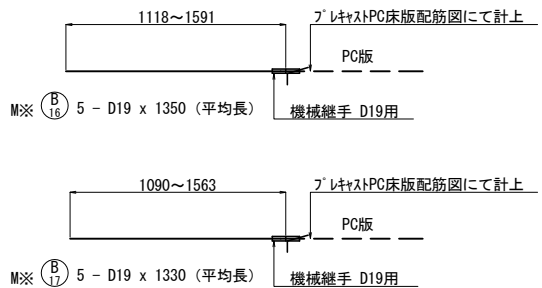 1118～1591
ﾌﾟﾚｷｬｽﾄPC床版配筋図にて計上
PC版
M※ B 16 5 - D19 x 1350 (平均長)
機械継手 D19用
1090～1563
ﾌﾟﾚｷｬｽﾄPC床版配筋図にて計上
PC版
M※ B 17 5 - D19 x 1330 (平均長)
機械継手 D19用